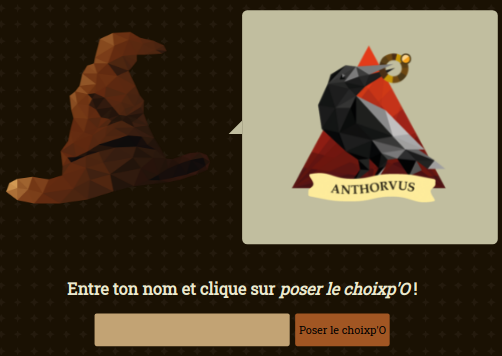 ANTHORVUS
Entre ton nom et clique sur poser le choixp'O !
Poser le choixp'O